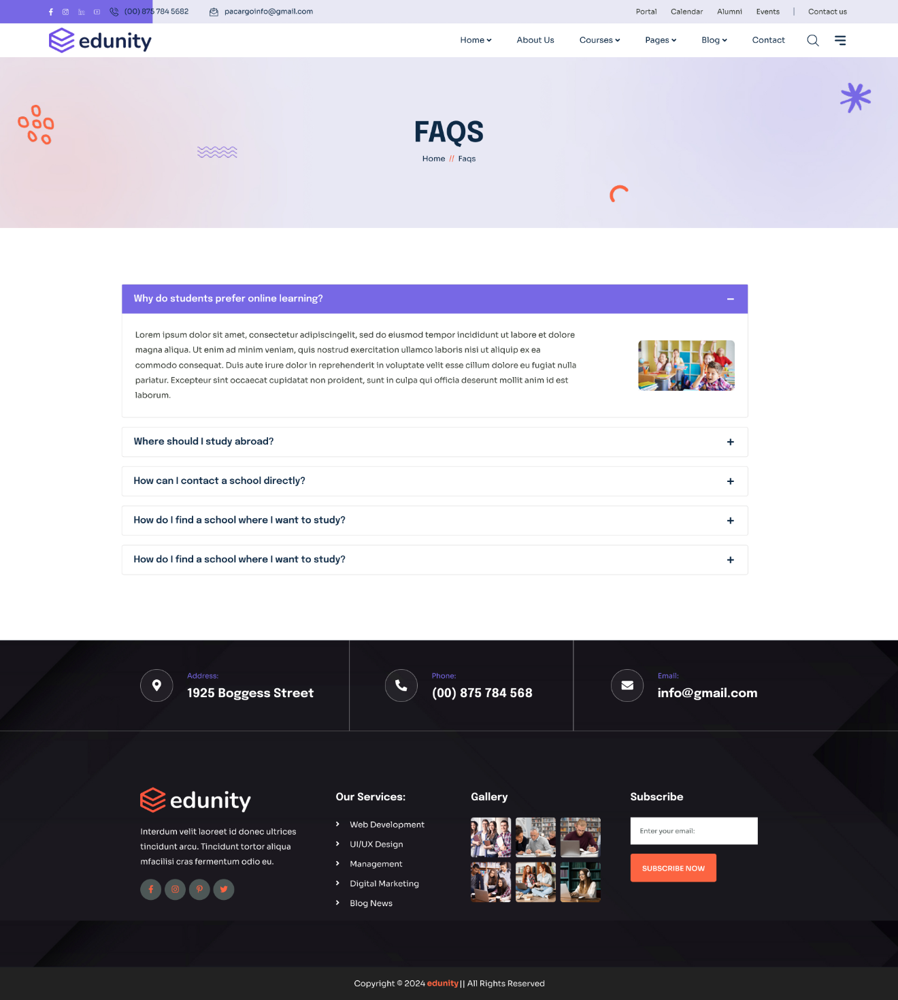 (00) 875 784 5682
pacargoinfo@gmail.com
Portal
Calendar
Alumni
Events
|
Contact us
edunity
Home
About Us
Courses
Pages
Blog
Contact
FAQS
Home // Faqs
Why do students prefer online learning?
Lorem ipsum dolor sit amet, consectetur adipiscingelit, sed do eiusmod tempor incididunt ut labore et dolore
magna aliqua. Ut enim ad minim veniam, quis nostrud exercitation ullamco laboris nisi ut aliquip ex ea
commodo consequat. Duis aute irure dolor in reprehenderit in voluptate velit esse cillum dolore eu fugiat nulla
pariatur. Excepteur sint occaecat cupidatat non proident, sunt in culpa qui officia deserunt mollit anim id est
laborum.
Where should I study abroad?
How can I contact a school directly?
How do I find a school where I want to study?
How do I find a school where I want to study?
Address:
1925 Boggess Street
Phone:
(00) 875 784 568
Email:
info@gmail.com
edunity
Interdum velit laoreet id donec ultrices
tincidunt arcu. Tincidunt tortor aliqua
mfacilisi cras fermentum odio eu.
Our Services:
Web Development
UI/UX Design
Management
Digital Marketing
Blog News
Gallery
Subscribe
Enter your email:
SUBSCRIBE NOW
Copyright © 2024 edunity || All Rights Reserved